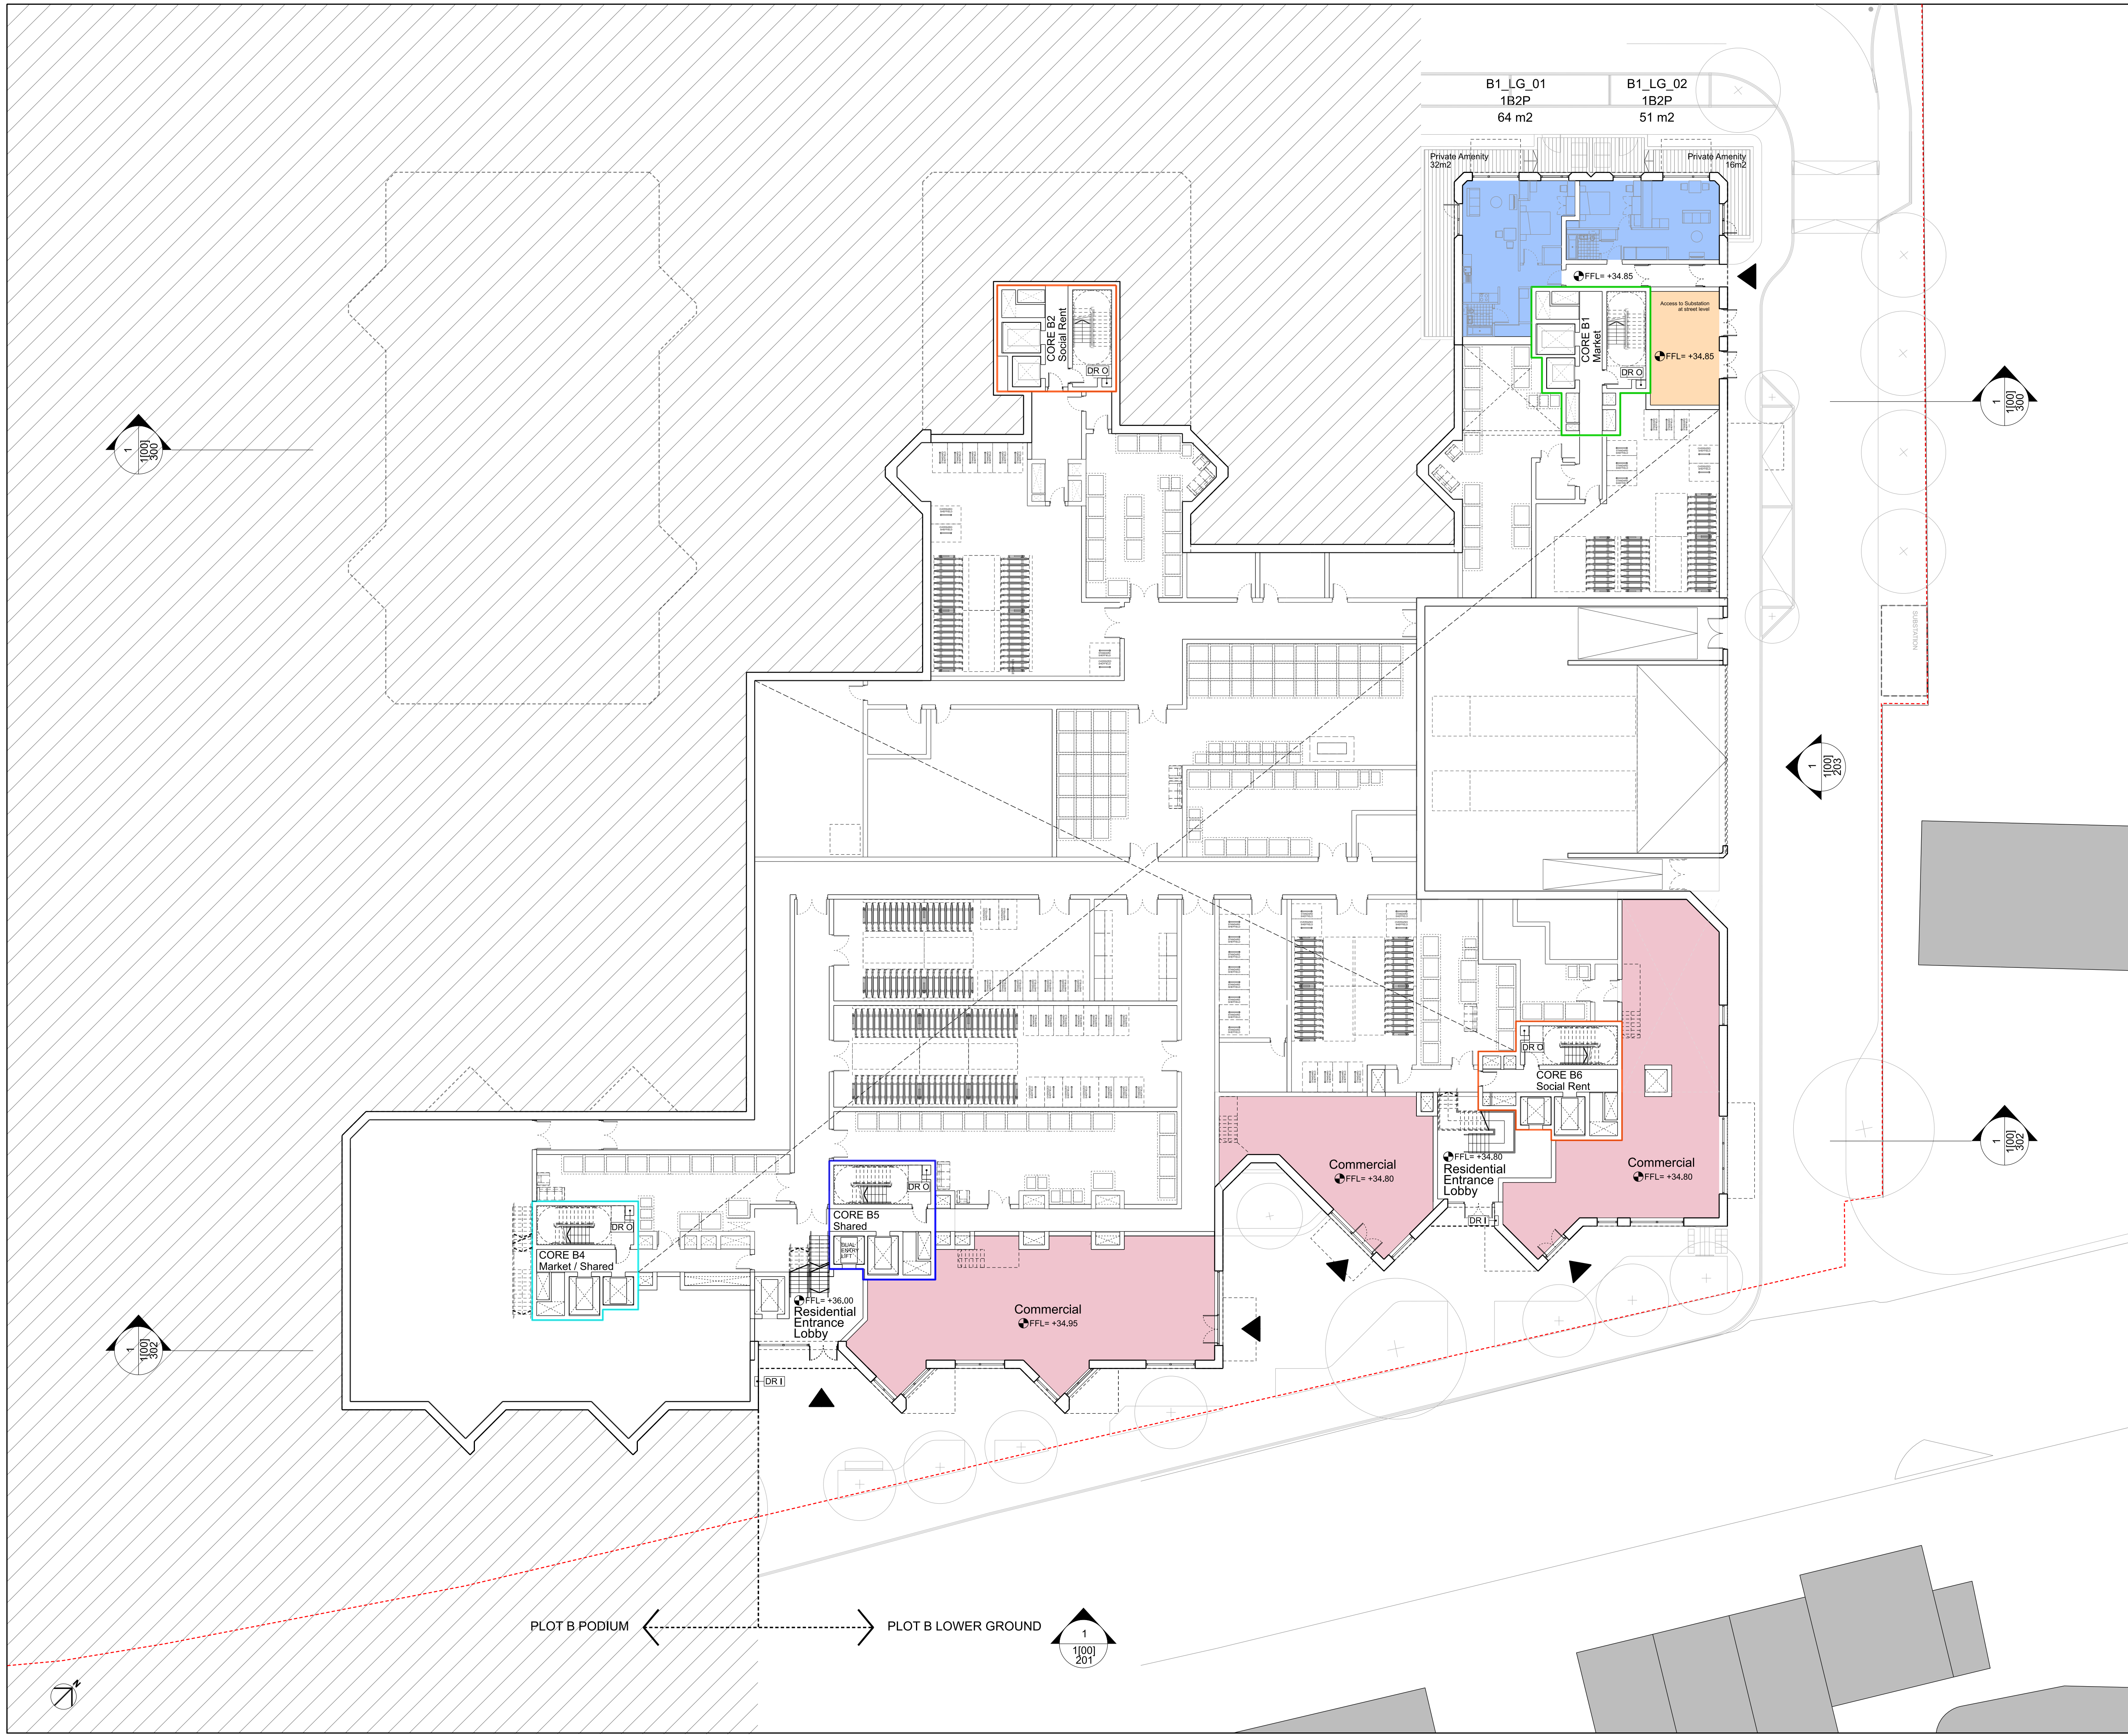 B1_LG_01
1B2P
64 m2
B1_LG_02
1B2P
51 m2
Private Amenity
32m2
Private Amenity
16m2
FFL= +34.85
Access to Substation
at street level
FFL= +34.85
CORE B1
Market
DR O
CORE B2
Social Rent
DR O
1
1[00]
300
1
1[00]
300
SUBSTATION
1
1[00]
203
CORE B6
Social Rent
DR O
1
1[00]
302
Commercial
FFL= +34.80
FFL= +34.80
Residential
Entrance
Lobby
Commercial
FFL= +34.80
DR I
CORE B5
Shared
DR O
DUAL
ENTRY
LIFT
CORE B4
Market / Shared
DR O
FFL= +36.00
Residential
Entrance
Lobby
Commercial
FFL= +34.95
DR I
1
1[00]
302
PLOT B PODIUM
PLOT B LOWER GROUND
1
1[00]
201
N